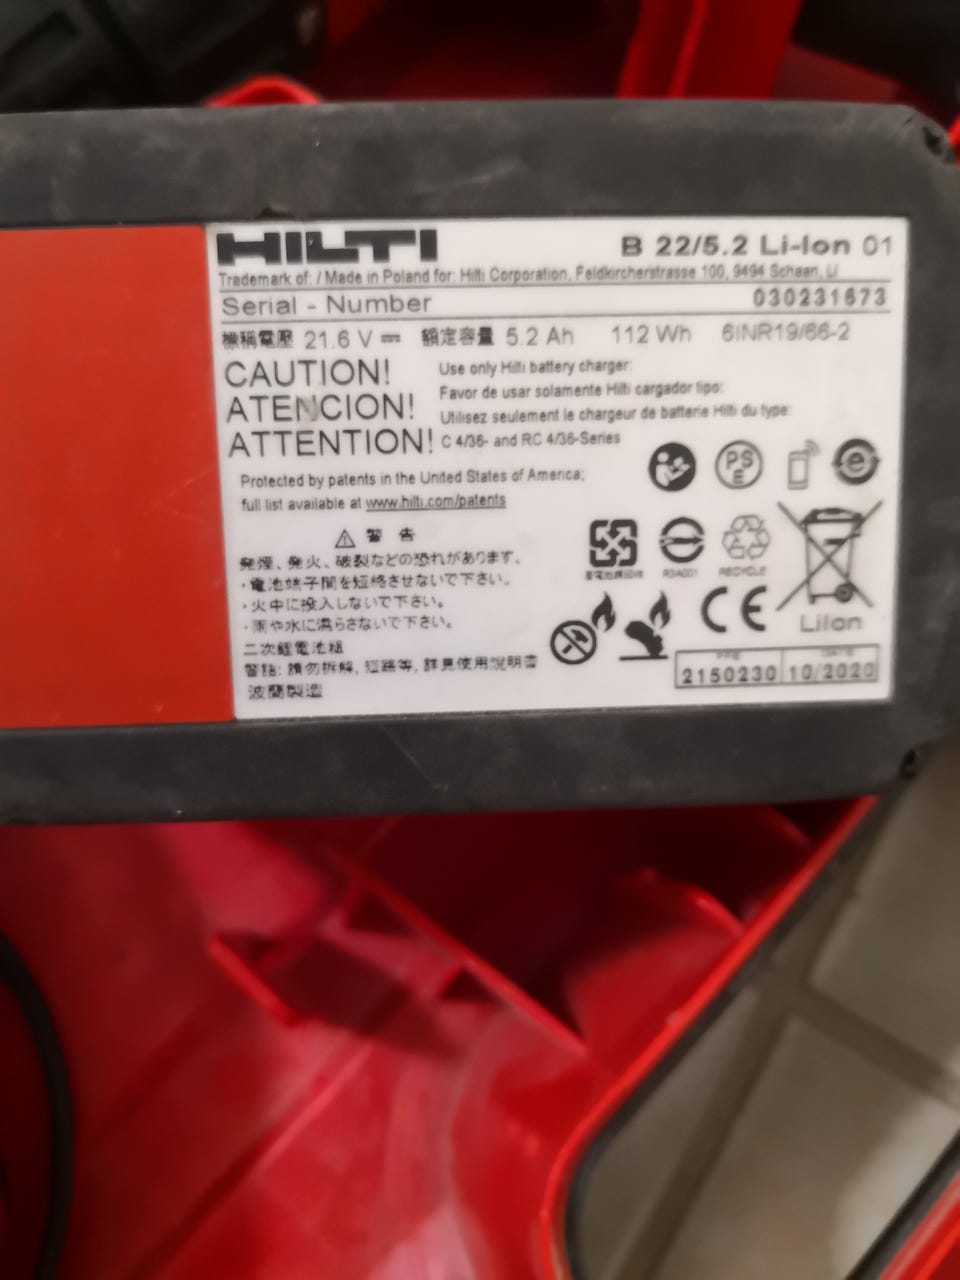 HILTI
B 22/5.2 Li-Ion 01
Trademark of: / Made in Poland for: Hilti Corporation, Feldkircherstrasse 100, 9494 Schaan, LI
Serial - Number 030231673
機稱電壓 21.6 V 額定容量 5.2 Ah 112 Wh 6INR19/66-2
CAUTION!
ATENCION!
ATTENTION!
Use only Hilti battery charger:
Favor de usar solamente Hilti cargador tipo:
Utilisez seulement le chargeur de batterie Hilti du type:
C 4/36- and RC 4/36-Series
Protected by patents in the United States of America;
full list available at www.hilti.com/patents
PS
E
警 告
発煙、発火、破裂などの恐れがあります。
・電池端子間を短絡させないで下さい。
・火中に投入しないで下さい。
・雨や水に濡らさないで下さい。
二次鋰電池組
警語: 請勿拆解, 短路等, 詳見使用說明書
波蘭製造
R3A001
RECYCLE
CE
LiIon
PPE DATE
2150230 10/2020